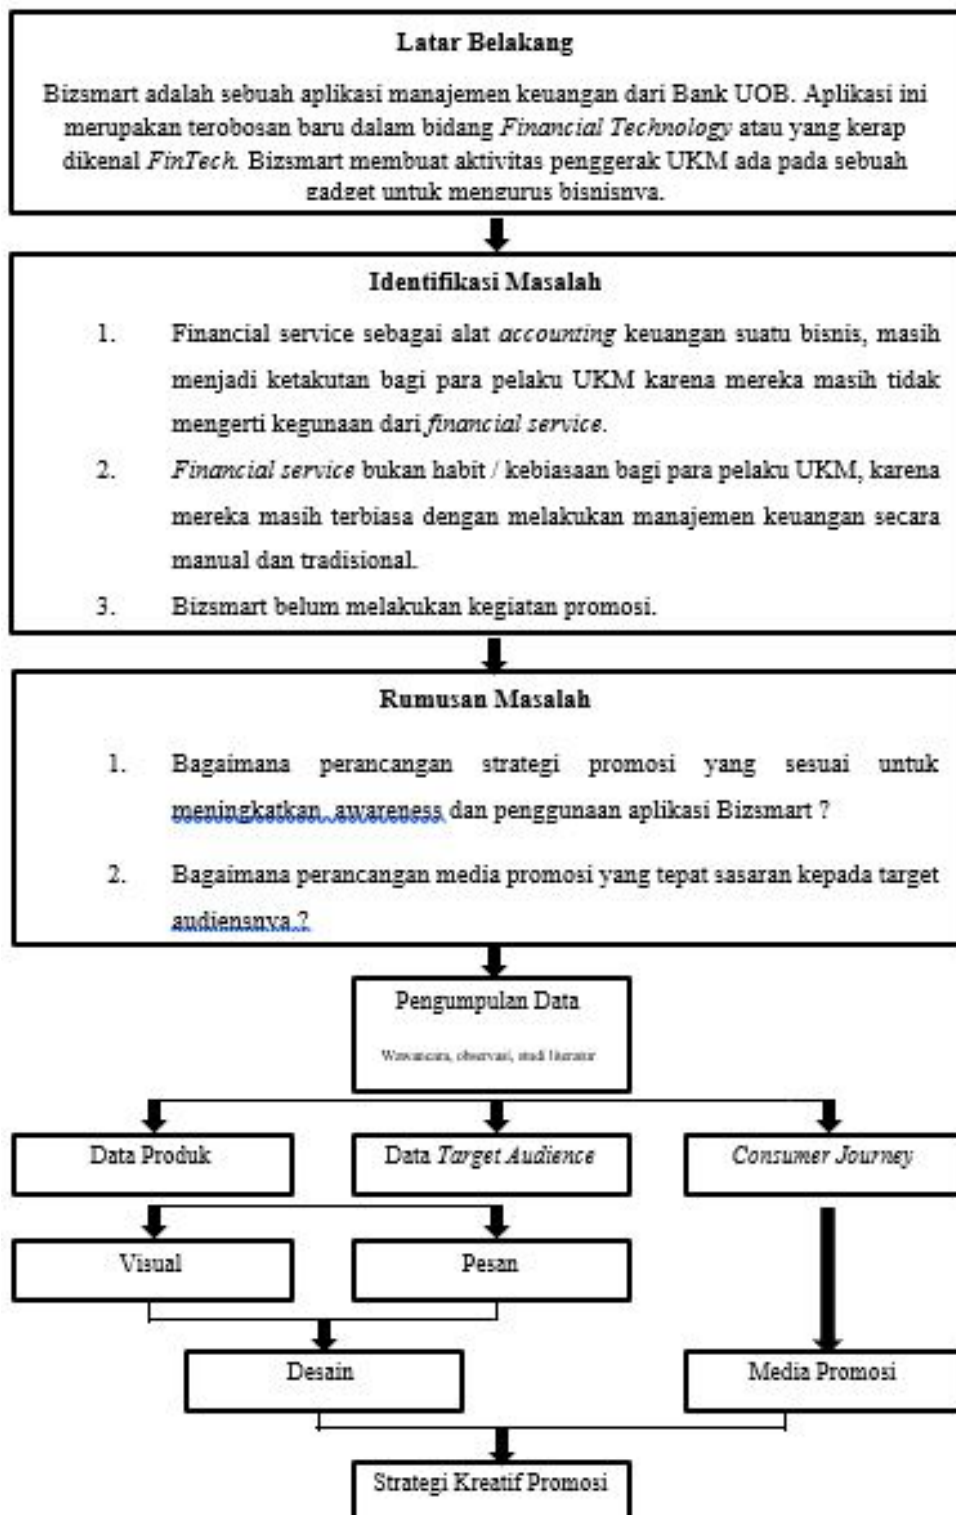 Latar Belakang
Bizsmart adalah sebuah aplikasi manajemen keuangan dari Bank UOB. Aplikasi ini
merupakan terobosan baru dalam bidang Financial Technology atau yang kerap
dikenal FinTech. Bizsmart membuat aktivitas penggerak UKM ada pada sebuah
gadget untuk mengurus bisnisnya.
Identifikasi Masalah
1. Financial service sebagai alat accounting keuangan suatu bisnis, masih
menjadi ketakutan bagi para pelaku UKM karena mereka masih tidak
mengerti kegunaan dari financial service.
2. Financial service bukan habit / kebiasaan bagi para pelaku UKM, karena
mereka masih terbiasa dengan melakukan manajemen keuangan secara
manual dan tradisional.
3. Bizsmart belum melakukan kegiatan promosi.
Rumusan Masalah
1. Bagaimana perancangan strategi promosi yang sesuai untuk
meningkatkan awareness dan penggunaan aplikasi Bizsmart ?
2. Bagaimana perancangan media promosi yang tepat sasaran kepada target
audiensnya ?
Pengumpulan Data
Wawancara, observasi, studi literatur
Data Produk
Data Target Audience
Consumer Journey
Visual
Pesan
Desain
Media Promosi
Strategi Kreatif Promosi